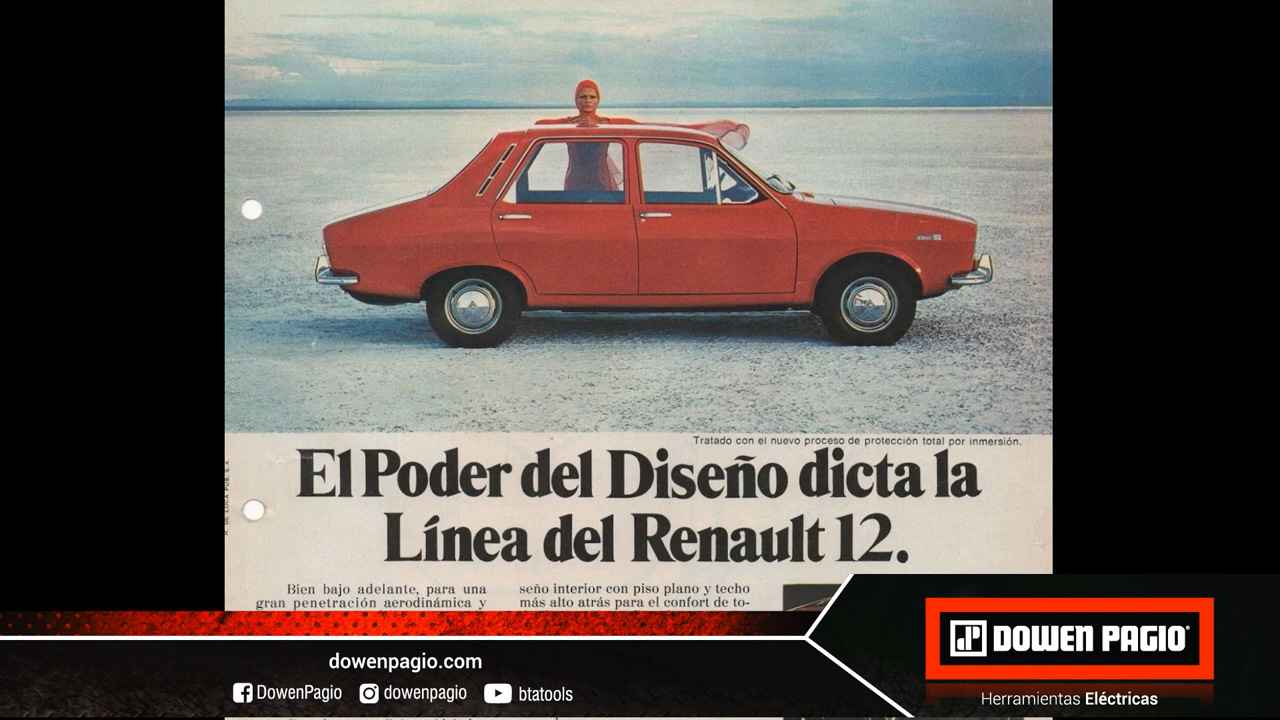 Tratado con el nuevo proceso de protección total por inmersión.
El Poder del Diseño dicta la
Línea del Renault 12.
Bien bajo adelante, para una
gran penetración aerodinámica y
seño interior con piso plano y techo
más alto atrás para el confort de to-
dowenpagio.com
DowenPagio
dowenpagio
btatools
DOWEN PAGIO
Herramientas Eléctricas